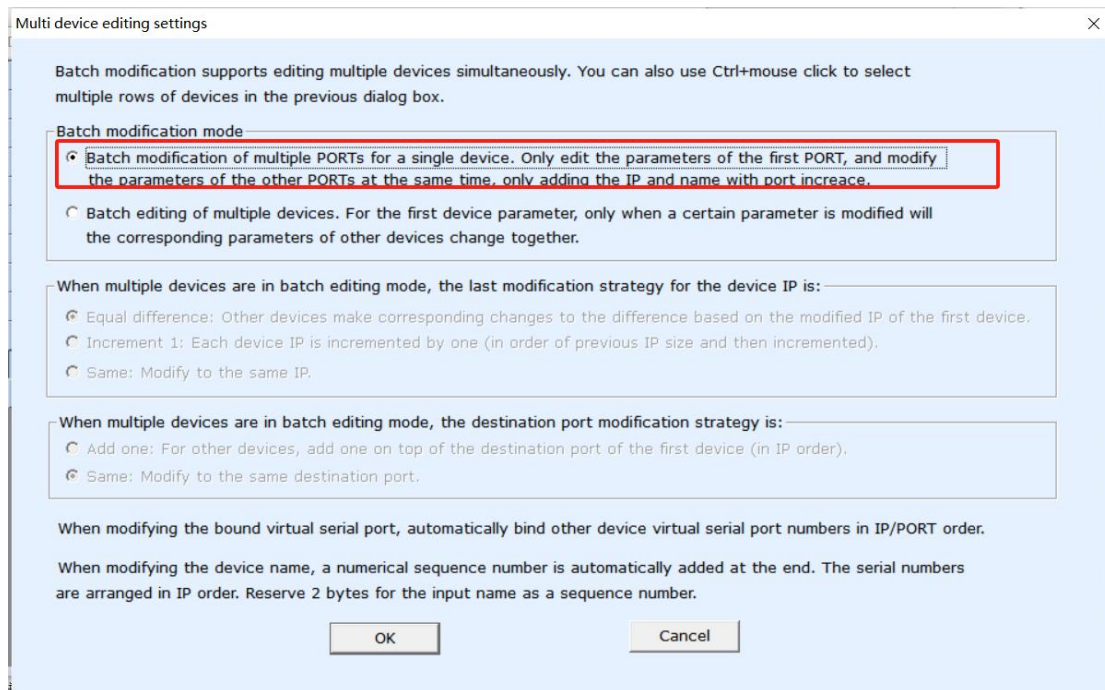 Multi device editing settings
Batch modification supports editing multiple devices simultaneously. You can also use Ctrl+mouse click to select
multiple rows of devices in the previous dialog box.
Batch modification mode
Batch modification of multiple PORTs for a single device. Only edit the parameters of the first PORT, and modify
the parameters of the other PORTs at the same time, only adding the IP and name with port increace.
Batch editing of multiple devices. For the first device parameter, only when a certain parameter is modified will
the corresponding parameters of other devices change together.
When multiple devices are in batch editing mode, the last modification strategy for the device IP is:
Equal difference: Other devices make corresponding changes to the difference based on the modified IP of the first device.
Increment 1: Each device IP is incremented by one (in order of previous IP size and then incremented).
Same: Modify to the same IP.
When multiple devices are in batch editing mode, the destination port modification strategy is:
Add one: For other devices, add one on top of the destination port of the first device (in IP order).
Same: Modify to the same destination port.
When modifying the bound virtual serial port, automatically bind other device virtual serial port numbers in IP/PORT order.
When modifying the device name, a numerical sequence number is automatically added at the end. The serial numbers
are arranged in IP order. Reserve 2 bytes for the input name as a sequence number.
OK
Cancel